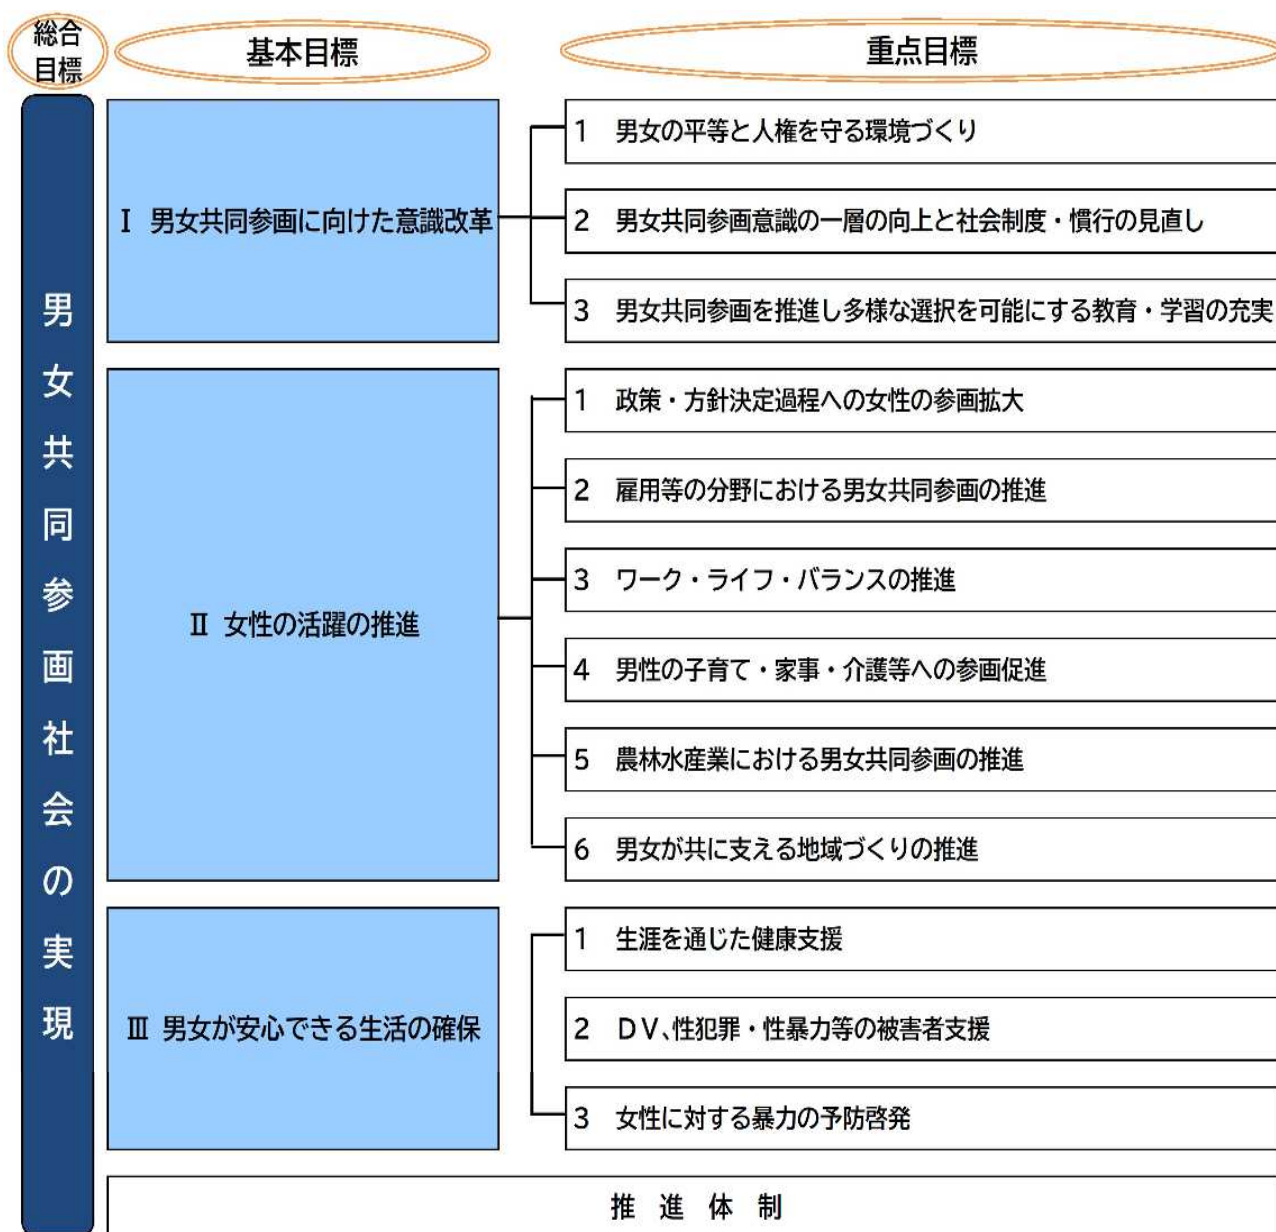 総合
目標
基本目標
重点目標
男女共同参画社会の実現
Ⅰ 男女共同参画に向けた意識改革
1 男女の平等と人権を守る環境づくり
2 男女共同参画意識の一層の向上と社会制度・慣行の見直し
3 男女共同参画を推進し多様な選択を可能にする教育・学習の充実
Ⅱ 女性の活躍の推進
1 政策・方針決定過程への女性の参画拡大
2 雇用等の分野における男女共同参画の推進
3 ワーク・ライフ・バランスの推進
4 男性の子育て・家事・介護等への参画促進
5 農林水産業における男女共同参画の推進
6 男女が共に支える地域づくりの推進
Ⅲ 男女が安心できる生活の確保
1 生涯を通じた健康支援
2 ＤＶ、性犯罪・性暴力等の被害者支援
3 女性に対する暴力の予防啓発
推 進 体 制